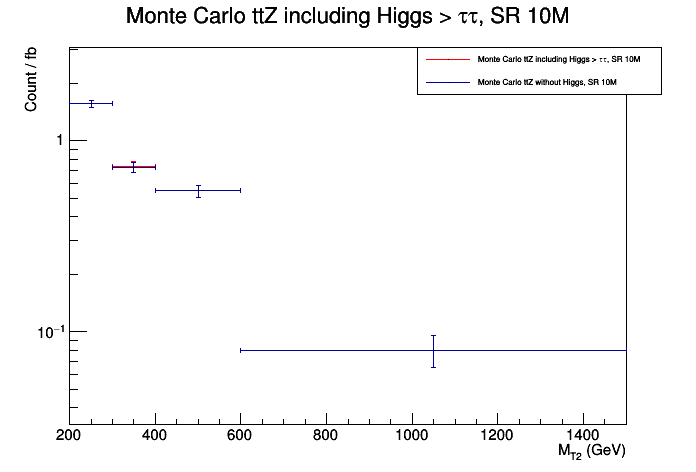 Monte Carlo ttZ including Higgs > ττ, SR 10M
Count / fb
Monte Carlo ttZ including Higgs > ττ, SR 10M
Monte Carlo ttZ without Higgs, SR 10M
1
10⁻¹
200 400 600 800 1000 1200 1400
M_T2 (GeV)